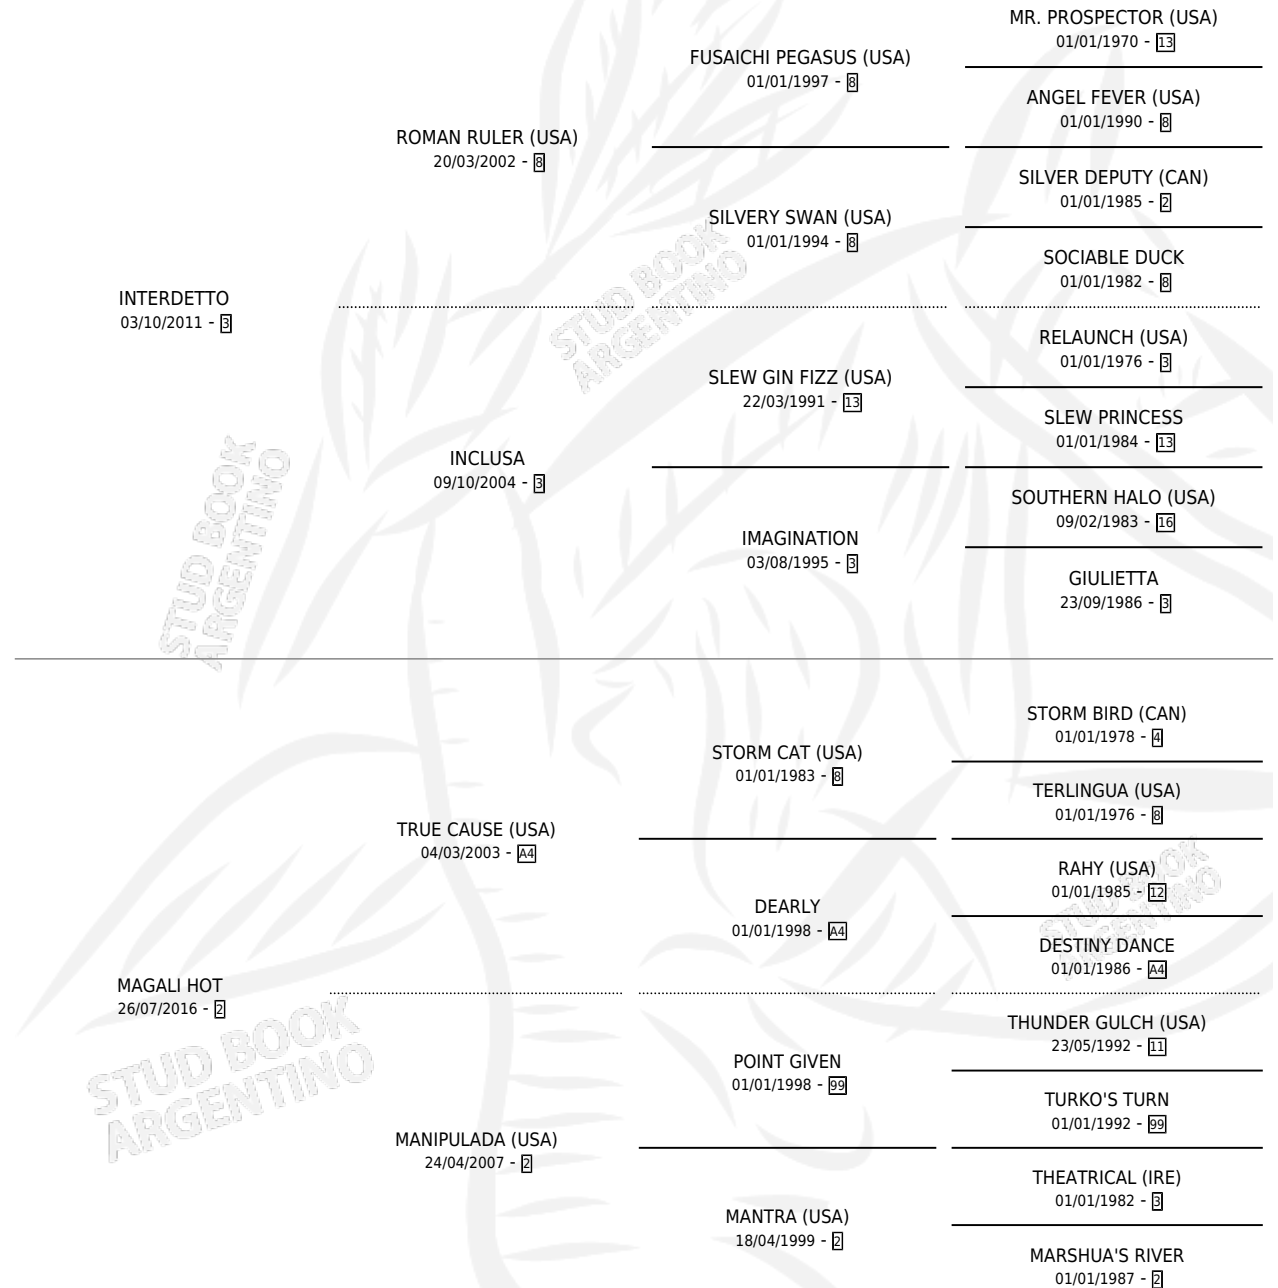 MR. PROSPECTOR (USA)
01/01/1970 - 13
FUSAICHI PEGASUS (USA)
01/01/1997 - 8
ANGEL FEVER (USA)
01/01/1990 - 8
ROMAN RULER (USA)
20/03/2002 - 8
SILVER DEPUTY (CAN)
01/01/1985 - 2
SILVERY SWAN (USA)
01/01/1994 - 8
SOCIABLE DUCK
01/01/1982 - 8
INTERDETTO
03/10/2011 - 3
RELAUNCH (USA)
01/01/1976 - 3
SLEW GIN FIZZ (USA)
22/03/1991 - 13
SLEW PRINCESS
01/01/1984 - 13
INCLUSA
09/10/2004 - 3
SOUTHERN HALO (USA)
09/02/1983 - 16
IMAGINATION
03/08/1995 - 3
GIULIETTA
23/09/1986 - 3
STUD BOOK
ARGENTINO
STUD BOOK
ARGENTINO
STORM BIRD (CAN)
01/01/1978 - 4
STORM CAT (USA)
01/01/1983 - 8
TERLINGUA (USA)
01/01/1976 - 8
TRUE CAUSE (USA)
04/03/2003 - A4
RAHY (USA)
01/01/1985 - 12
DEARLY
01/01/1998 - A4
DESTINY DANCE
01/01/1986 - A4
MAGALI HOT
26/07/2016 - 2
THUNDER GULCH (USA)
23/05/1992 - 11
POINT GIVEN
01/01/1998 - 99
TURKO'S TURN
01/01/1992 - 99
MANIPULADA (USA)
24/04/2007 - 2
THEATRICAL (IRE)
01/01/1982 - 3
MANTRA (USA)
18/04/1999 - 2
MARSHUA'S RIVER
01/01/1987 - 2
STUD BOOK
ARGENTINO
STUD BOOK
ARGENTINO